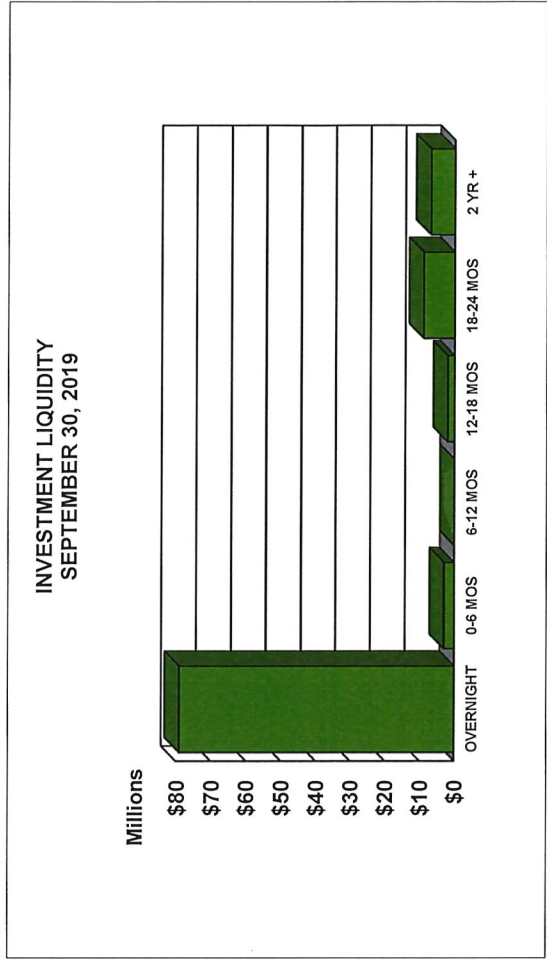 INVESTMENT LIQUIDITY
SEPTEMBER 30, 2019
Millions
$80
$70
$60
$50
$40
$30
$20
$10
$0
OVERNIGHT
0-6 MOS
6-12 MOS
12-18 MOS
18-24 MOS
2 YR +